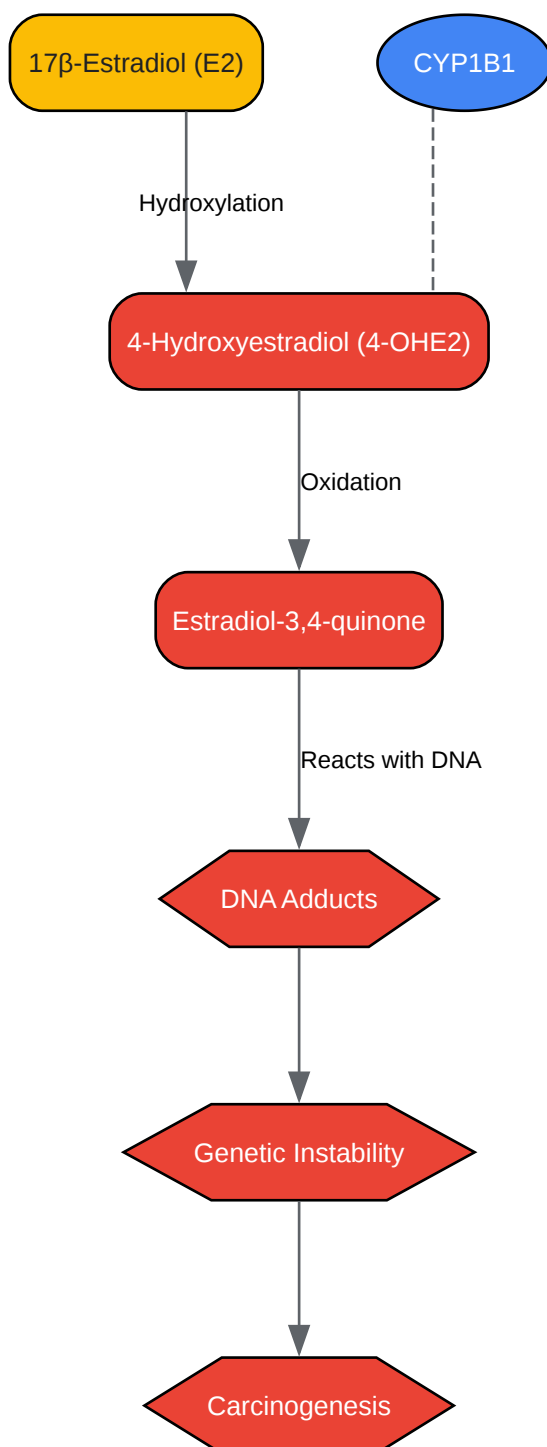 17β-Estradiol (E2)
CYP1B1
Hydroxylation
4-Hydroxyestradiol (4-OHE2)
Oxidation
Estradiol-3,4-quinone
Reacts with DNA
DNA Adducts
Genetic Instability
Carcinogenesis